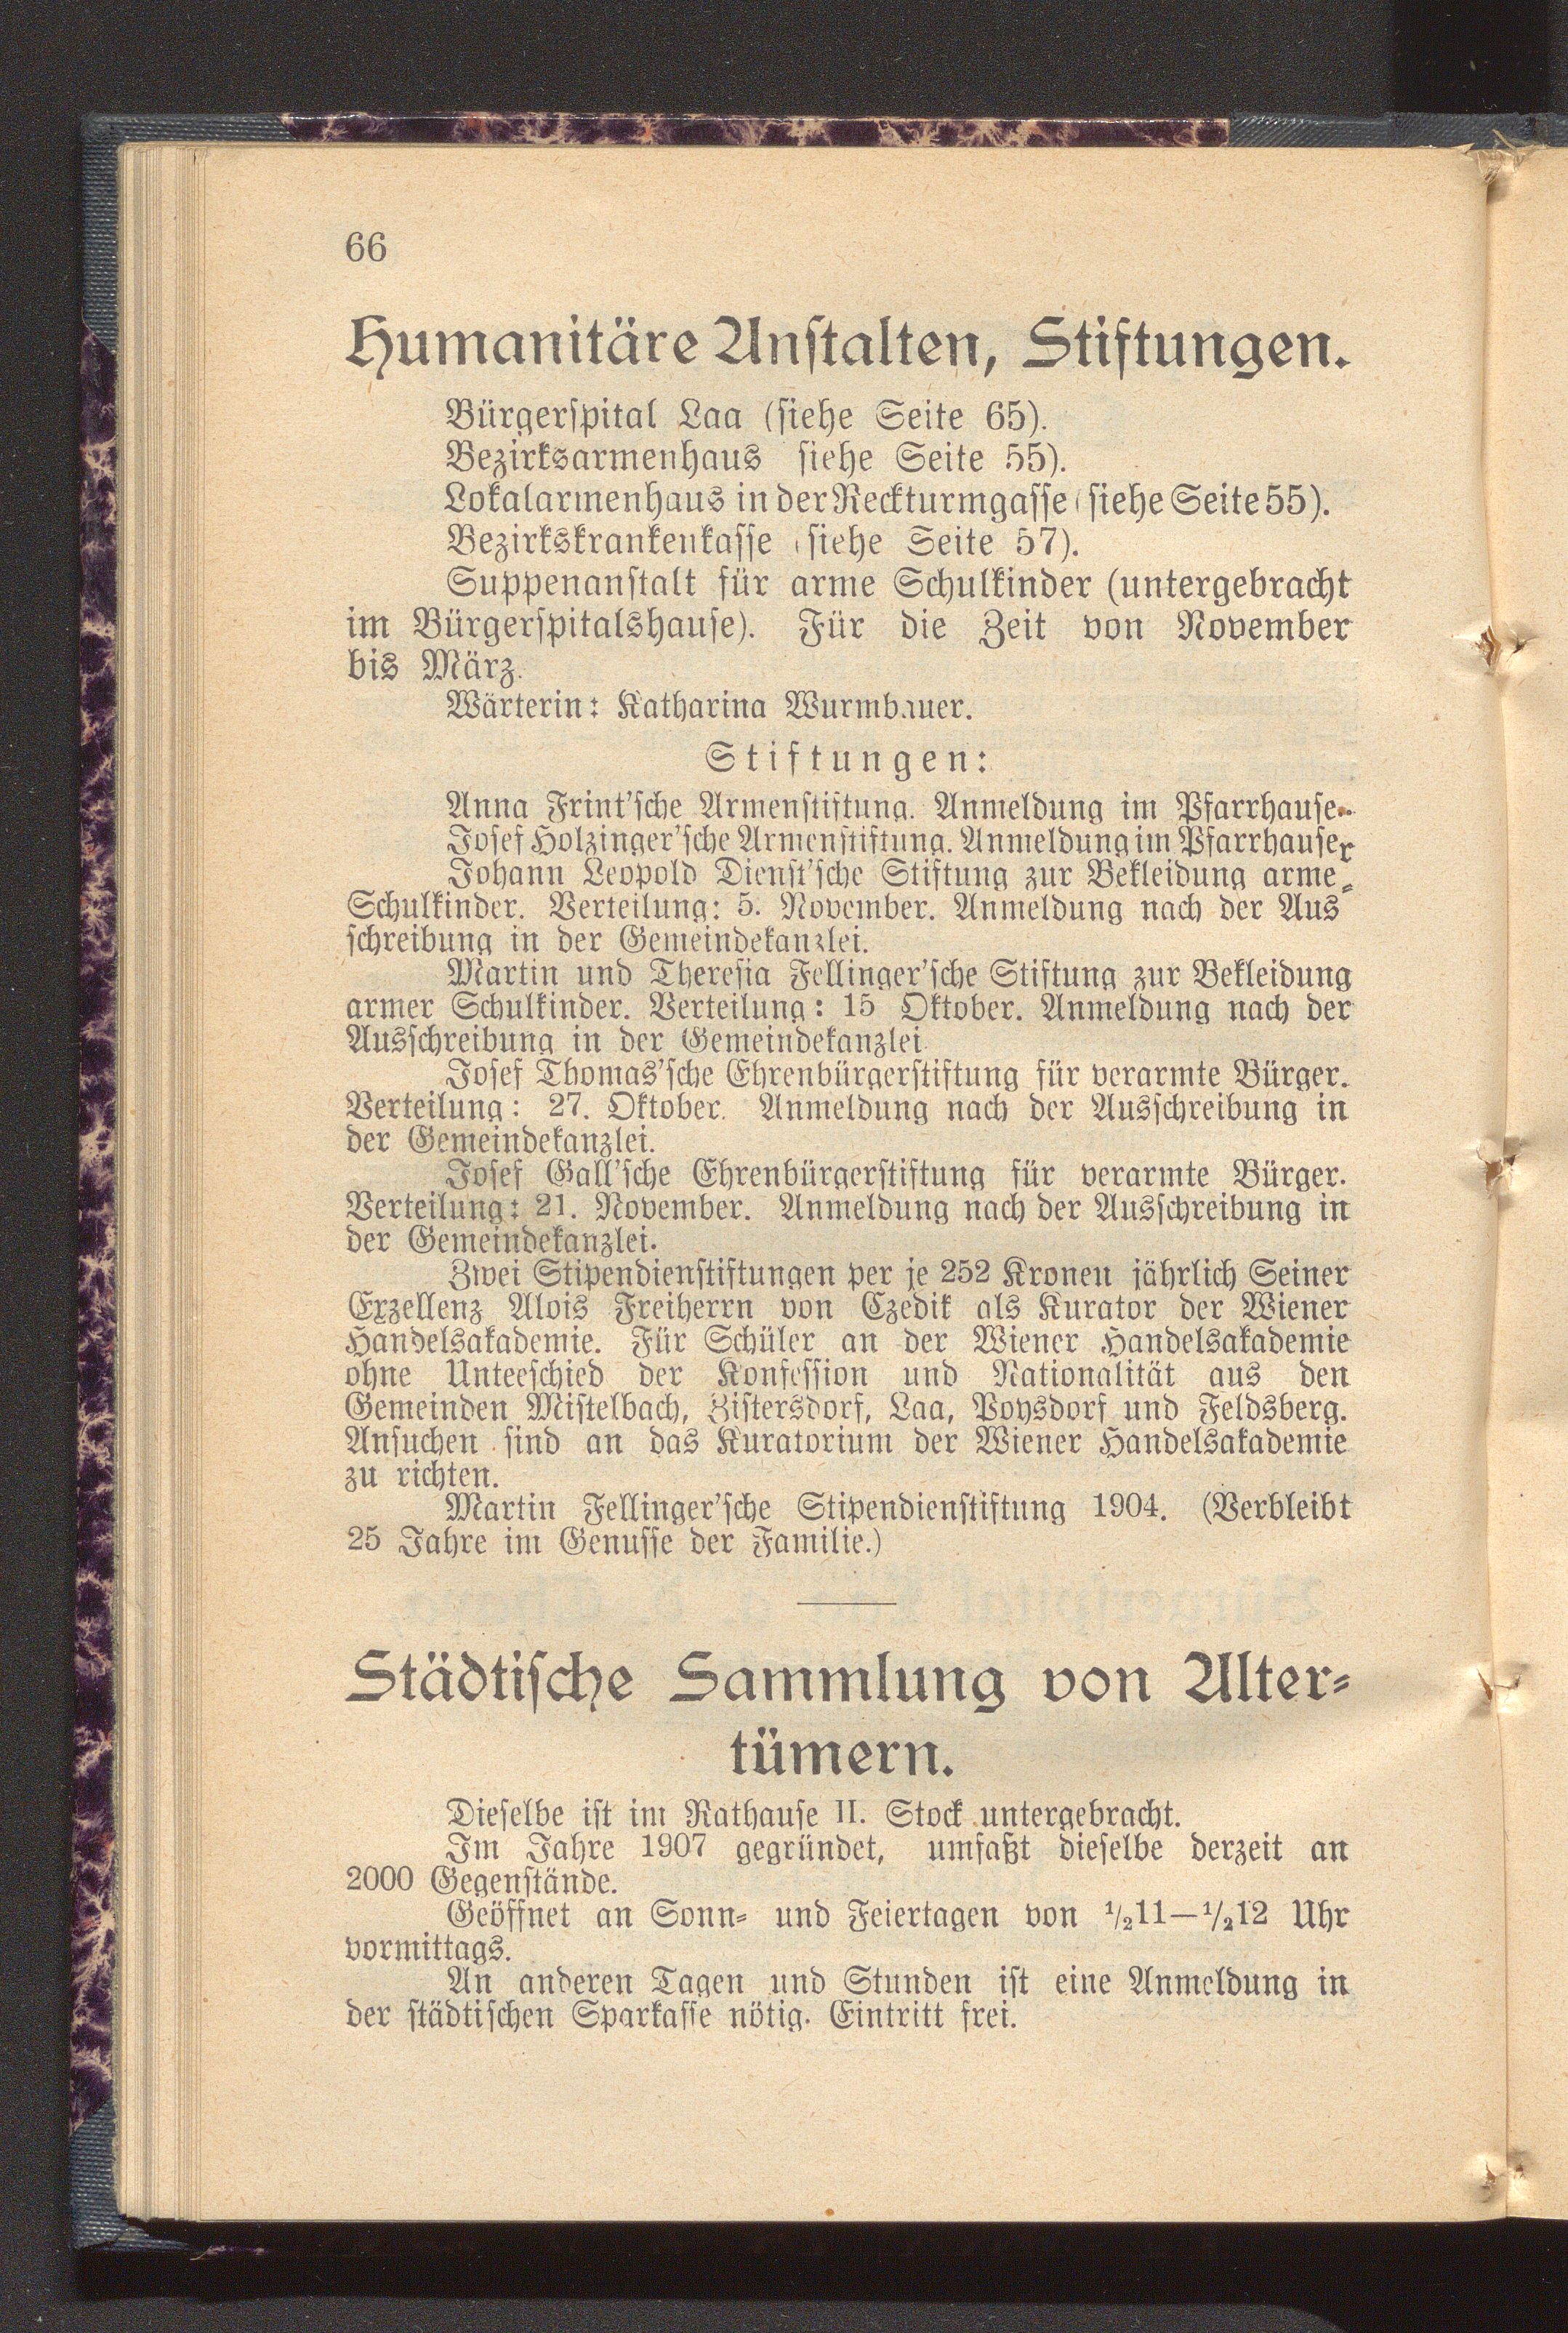 66
Humanitäre Anstalten, Stiftungen.
Bürgerspital Laa (siehe Seite 65).
Bezirksarmenhaus siehe Seite 55).
Lokalarmenhaus in der Reckturmgasse (siehe Seite 55).
Bezirkskrankenkasse (siehe Seite 57).
Suppenanstalt für arme Schulkinder (untergebracht
im Bürgerspitalshause). Für die Zeit von November
bis März.
Wärterin: Katharina Wurmbauer.
Stiftungen:
Anna Frint'sche Armenstiftung. Anmeldung im Pfarrhause.
Josef Holzinger'sche Armenstiftung. Anmeldung im Pfarrhause.
Johann Leopold Dienst'sche Stiftung zur Bekleidung armer
Schulkinder. Verteilung: 5. November. Anmeldung nach der Aus-
schreibung in der Gemeindekanzlei.
Martin und Theresia Fellinger'sche Stiftung zur Bekleidung
armer Schulkinder. Verteilung: 15 Oktober. Anmeldung nach der
Ausschreibung in der Gemeindekanzlei.
Josef Thomas'sche Ehrenbürgerstiftung für verarmte Bürger.
Verteilung: 27. Oktober. Anmeldung nach der Ausschreibung in
der Gemeindekanzlei.
Josef Gall'sche Ehrenbürgerstiftung für verarmte Bürger.
Verteilung: 21. November. Anmeldung nach der Ausschreibung in
der Gemeindekanzlei.
Zwei Stipendienstiftungen per je 252 Kronen jährlich Seiner
Exzellenz Alois Freiherrn von Czedik als Kurator der Wiener
Handelsakademie. Für Schüler an der Wiener Handelsakademie
ohne Unteeschied der Konfession und Nationalität aus den
Gemeinden Mistelbach, Zistersdorf, Laa, Poysdorf und Feldsberg.
Ansuchen sind an das Kuratorium der Wiener Handelsakademie
zu richten.
Martin Fellinger'sche Stipendienstiftung 1904. (Verbleibt
25 Jahre im Genusse der Familie.)
Städtische Sammlung von Alter-
tümern.
Dieselbe ist im Rathause II. Stock untergebracht.
Im Jahre 1907 gegründet, umfaßt dieselbe derzeit an
2000 Gegenstände.
Geöffnet an Sonn- und Feiertagen von ½11—½12 Uhr
vormittags.
An anderen Tagen und Stunden ist eine Anmeldung in
der städtischen Sparkasse nötig. Eintritt frei.